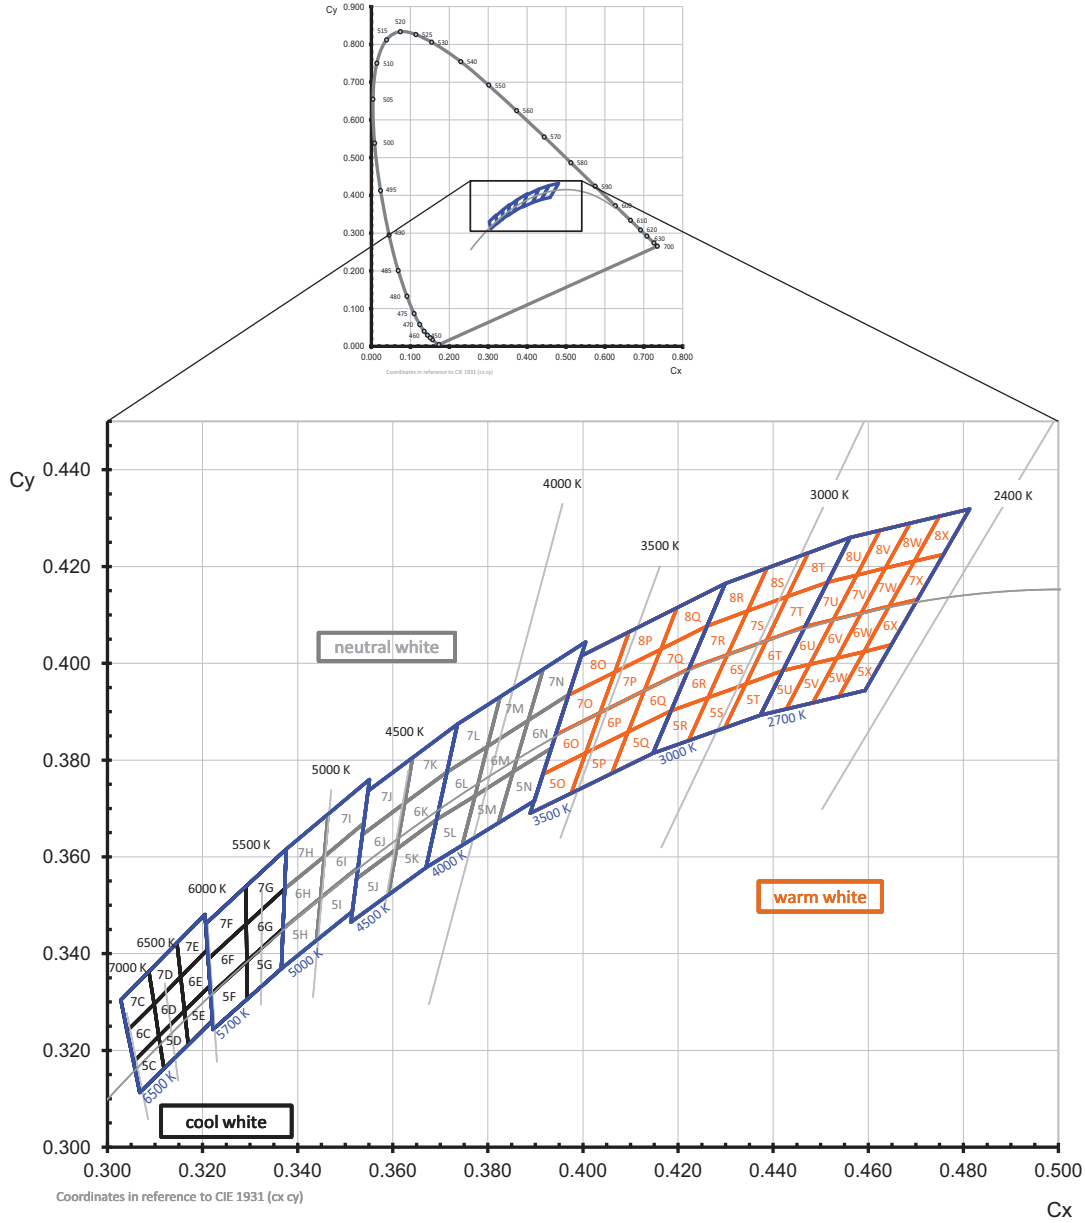 Cy
0.900
0.800
0.700
0.600
0.500
0.400
0.300
0.200
0.100
0.000
520
515
525
530
510
540
550
505
560
570
500
580
495
590
600
610
490
620
630
700
485
480
475
470
460
450
0.000 0.100 0.200 0.300 0.400 0.500 0.600 0.700 0.800
Coordinates in reference to CIE 1931 (cx cy)
Cx
Cy
0.440
0.420
0.400
0.380
0.360
0.340
0.320
0.300
4000 K
3000 K
2400 K
3500 K
4500 K
5000 K
5500 K
6000 K
6500 K
7000 K
neutral white
8U 8V 8W 8X
8R 8S 8T
7U 7V 7W 7X
8O 8P 8Q
7R 7S 7T
6U 6V 6W 6X
7O 7P 7Q
6R 6S 6T
5U 5V 5W 5X
6O 6P 6Q
5R 5S 5T
5O 5P 5Q
7L 7M 7N
6L 6M 6N
5L 5M 5N
7H 7I 7J 7K
6H 6I 6J 6K
5H 5I 5J 5K
7C 7D 7E 7F 7G
6C 6D 6E 6F 6G
5C 5D 5E 5F 5G
2700 K
3000 K
3500 K
4000 K
4500 K
5000 K
5700 K
6500 K
warm white
cool white
0.300 0.320 0.340 0.360 0.380 0.400 0.420 0.440 0.460 0.480 0.500
Coordinates in reference to CIE 1931 (cx cy)
Cx